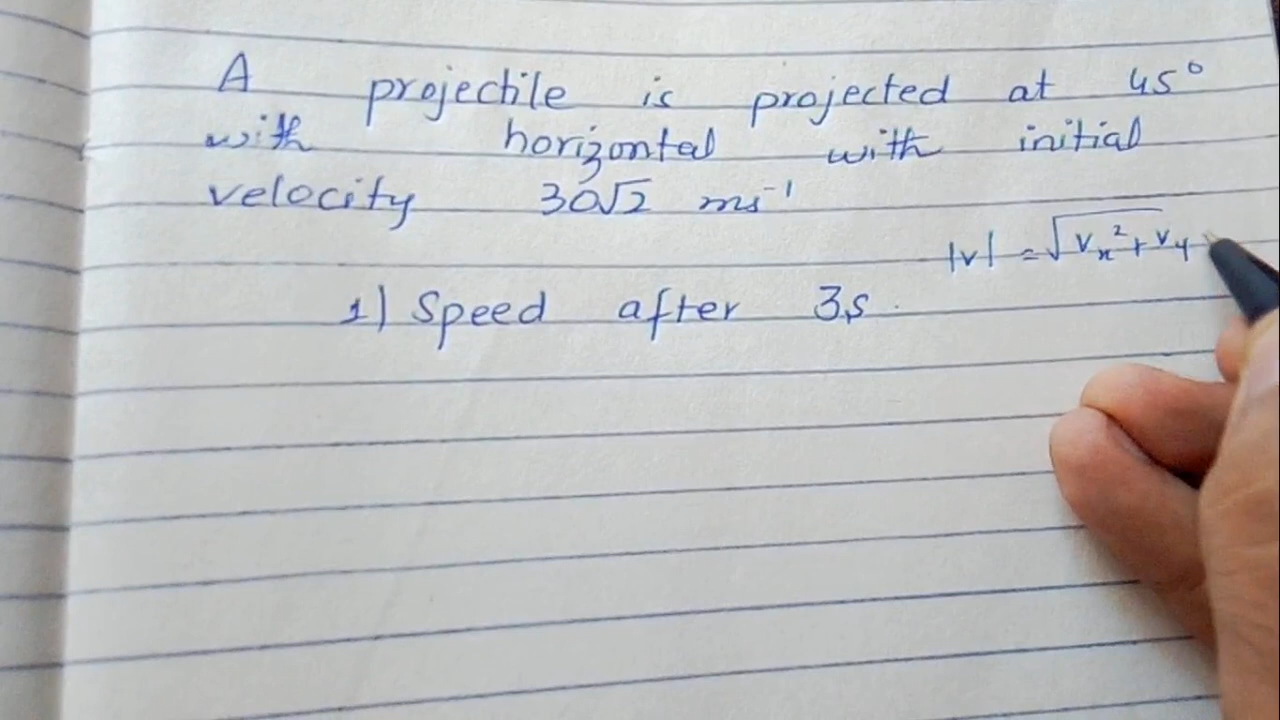 A projectile is projected at 45°
with horizontal with initial
velocity 30√2 ms⁻¹
|v| = √Vx² + Vy
1) Speed after 3s.